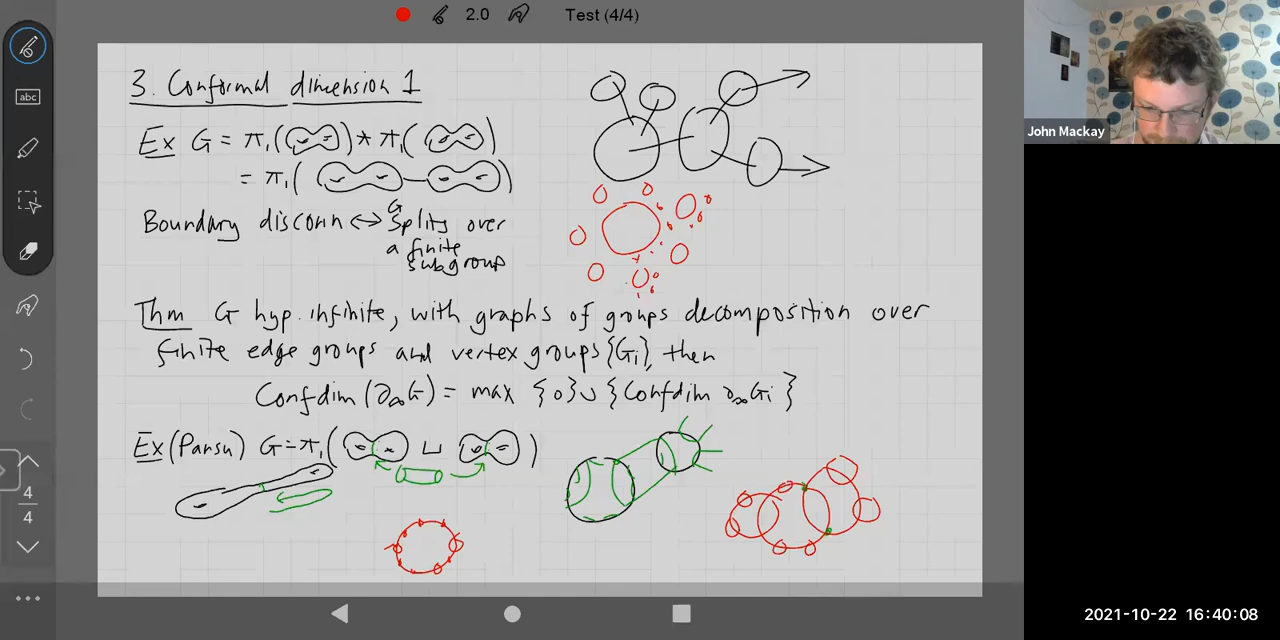 2.0 Test (4/4)
3. Conformal dimension 1
Ex G = π₁( ) * π₁( )
= π₁( )
Boundary disconn ↔ G splits over
a finite
subgroup
Thm G hyp. infinite, with graphs of groups decomposition over
finite edge groups and vertex groups {Gi}, then
Confdim (∂∞G) = max {0} ∪ {Confdim ∂∞Gi}
Ex (Pansu) G = π₁( ⊔ )
abc
4
4
John Mackay
2021-10-22 16:40:08